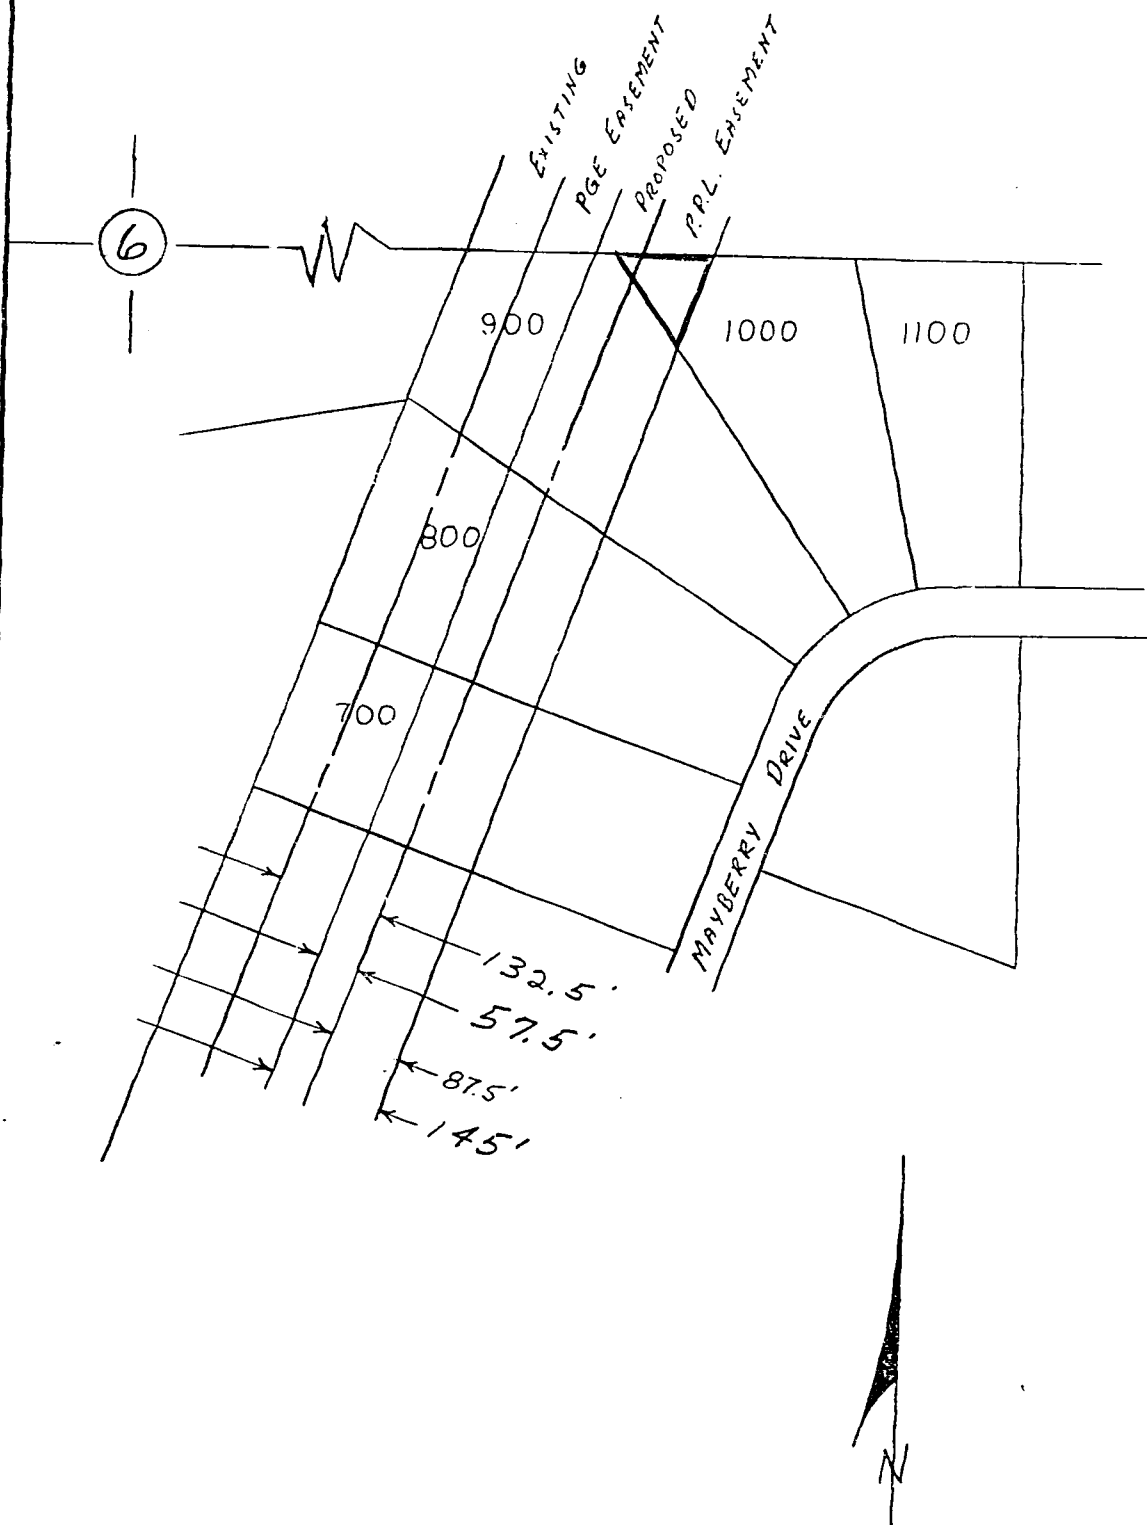 EXISTING
PGE EASEMENT
PROPOSED
P.P.L. EASEMENT
6
900
1000
1100
800
700
MAYBERRY DRIVE
132.5'
57.5'
87.5'
145'
N